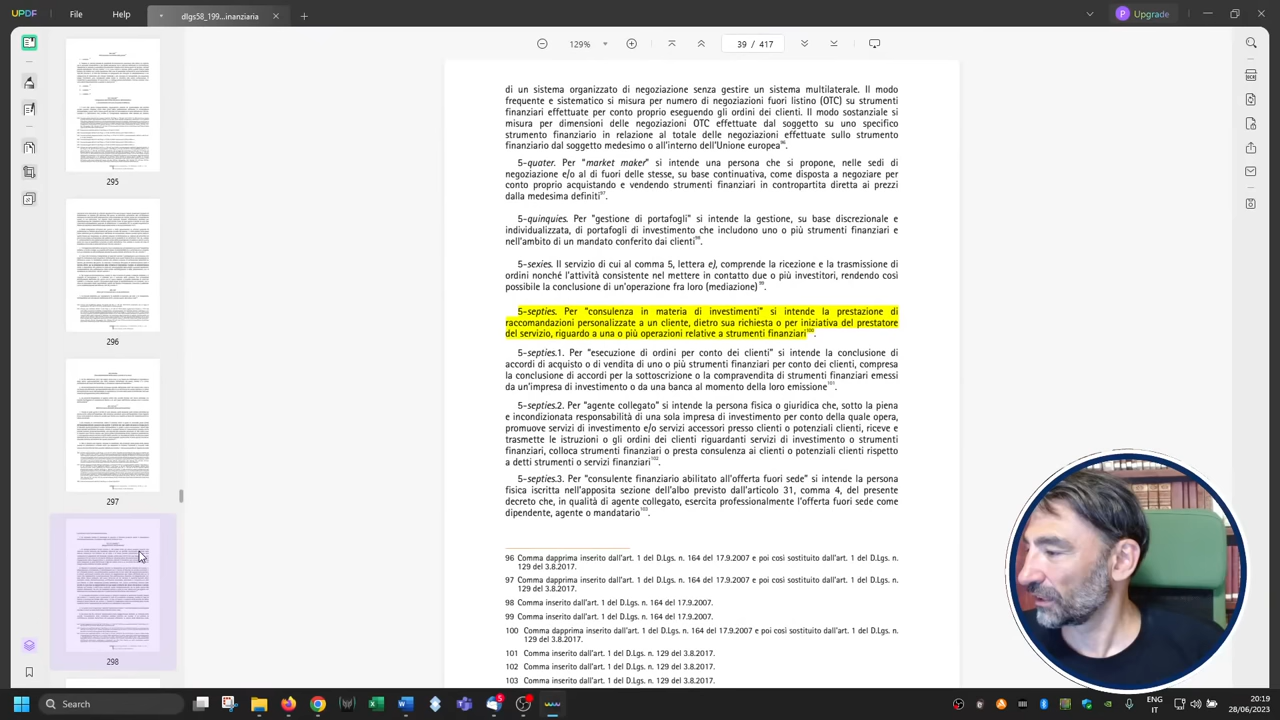 File
Help
dlgs58_199...inanziaria
Upgrade
129%
39 / 417
di un sistema organizzato di negoziazione senza gestire un sistema multilaterale. Il modo
frequente e sistematico si misura per numero di negoziazioni fuori listino (OTC) su strumenti
finanziari effettuate per conto proprio eseguendo gli ordini dei clienti. Il modo sostanziale si
misura per dimensioni delle negoziazioni OTC effettuate dal soggetto su uno specifico
strumento finanziario in relazione al totale delle negoziazioni effettuate sullo strumento
finanziario dal soggetto medesimo o all'interno dell'Unione europea96.
5-quater. Per "market maker" si intende una persona che si propone, nelle sedi di
negoziazione e/o al di fuori delle stesse, su base continuativa, come disposta a negoziare per
conto proprio acquistando e vendendo strumenti finanziari in contropartita diretta ai prezzi
dalla medesima definiti97.
5-quinquies. Per "gestione di portafogli" si intende la gestione, su base discrezionale e
individualizzata, di portafogli di investimento che includono uno o più strumenti finanziari e
nell'ambito di un mandato conferito dai clienti98.
servizio di cui al comma 5, lettera e), comprende la ricezione e la trasmissione di
ordini nonché l'attività consistente nel mettere in contatto due o più investitori, rendendo così
possibile la conclusione di un'operazione fra loro (mediazione)99.
5-septies. Per "consulenza in materia di investimenti" si intende la prestazione di
raccomandazioni personalizzate a un cliente, dietro sua richiesta o per iniziativa del prestatore
del servizio, riguardo a una o più operazioni relative a strumenti finanziari100.
5-septies.1. Per "esecuzione di ordini per conto dei clienti" si intende la conclusione di
accordi di acquisto o di vendita di uno o più strumenti finanziari per conto dei clienti, compresa
la conclusione di accordi per la sottoscrizione e la compravendita di strumenti finanziari emessi
da un'impresa di investimento o da una banca al momento della loro emissione101.
5-septies.2. Per "agente collegato" si intende la persona fisica o giuridica che, sotto la piena
e incondizionata responsabilità di una sola impresa di investimento per conto della quale opera,
promuove servizi di investimento e/o servizi accessori presso clienti o potenziali clienti, riceve e
trasmette le istruzioni o gli ordini dei clienti riguardanti servizi di investimento o strumenti
finanziari, colloca strumenti finanziari o presta consulenza ai clienti o potenziali clienti rispetto
a detti strumenti o servizi finanziari102.
5-septies.3. Per "consulente finanziario abilitato all'offerta fuori sede" si intende la persona
fisica iscritta nell'apposita sezione dell'albo previsto dall'articolo 31, comma 4, del presente
decreto che, in qualità di agente collegato, esercita professionalmente l'offerta fuori sede come
dipendente, agente o mandatario103.
Comma dapprima inserito dall'art. 1 del D.Lgs. n. 164 del 17.9.2007 e poi così sostituito dall'art. 1 del D.Lgs. n.
129 del 3.8.2017.
Comma dapprima inserito dall'art. 1 del D.Lgs. n. 164 del 17.9.2007 e poi così sostituito dall'art. 1 del D.Lgs. n.
129 del 3.8.2017.
98 Comma inserito dall'art. 1 del D.Lgs. n. 164 del 17.9.2007.
99 Comma inserito dall'art. 1 del D.Lgs. n. 164 del 17.9.2007.
100 Comma dapprima inserito dall'art. 1 del D.Lgs. n. 164 del 17.9.2007 e poi così sostituito dall'art. 1 del D.Lgs. n.
129 del 3.8.2017.
101 Comma inserito dall'art. 1 del D.Lgs. n. 129 del 3.8.2017.
102 Comma inserito dall'art. 1 del D.Lgs. n. 129 del 3.8.2017.
103 Comma inserito dall'art. 1 del D.Lgs. n. 129 del 3.8.2017.
295
296
297
298
Search
ENG
IT
20:19
28/06/2023